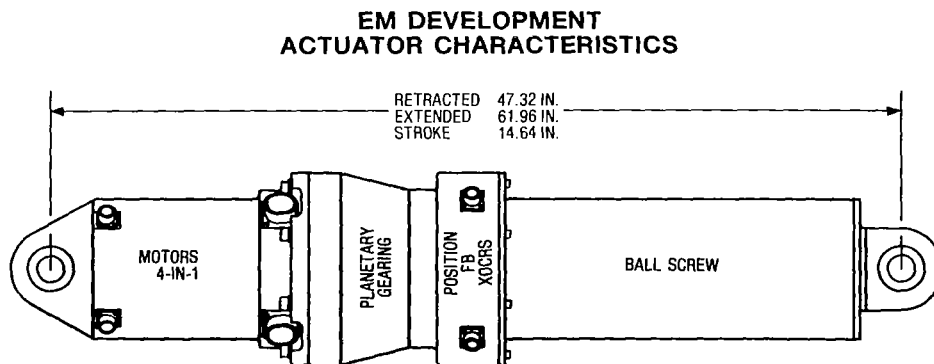 EM DEVELOPMENT
ACTUATOR CHARACTERISTICS
RETRACTED 47.32 IN.
EXTENDED 61.96 IN.
STROKE 14.64 IN.
MOTORS
4-IN-1
PLANETARY
GEARING
POSITION
FB
XOCRS
BALL SCREW